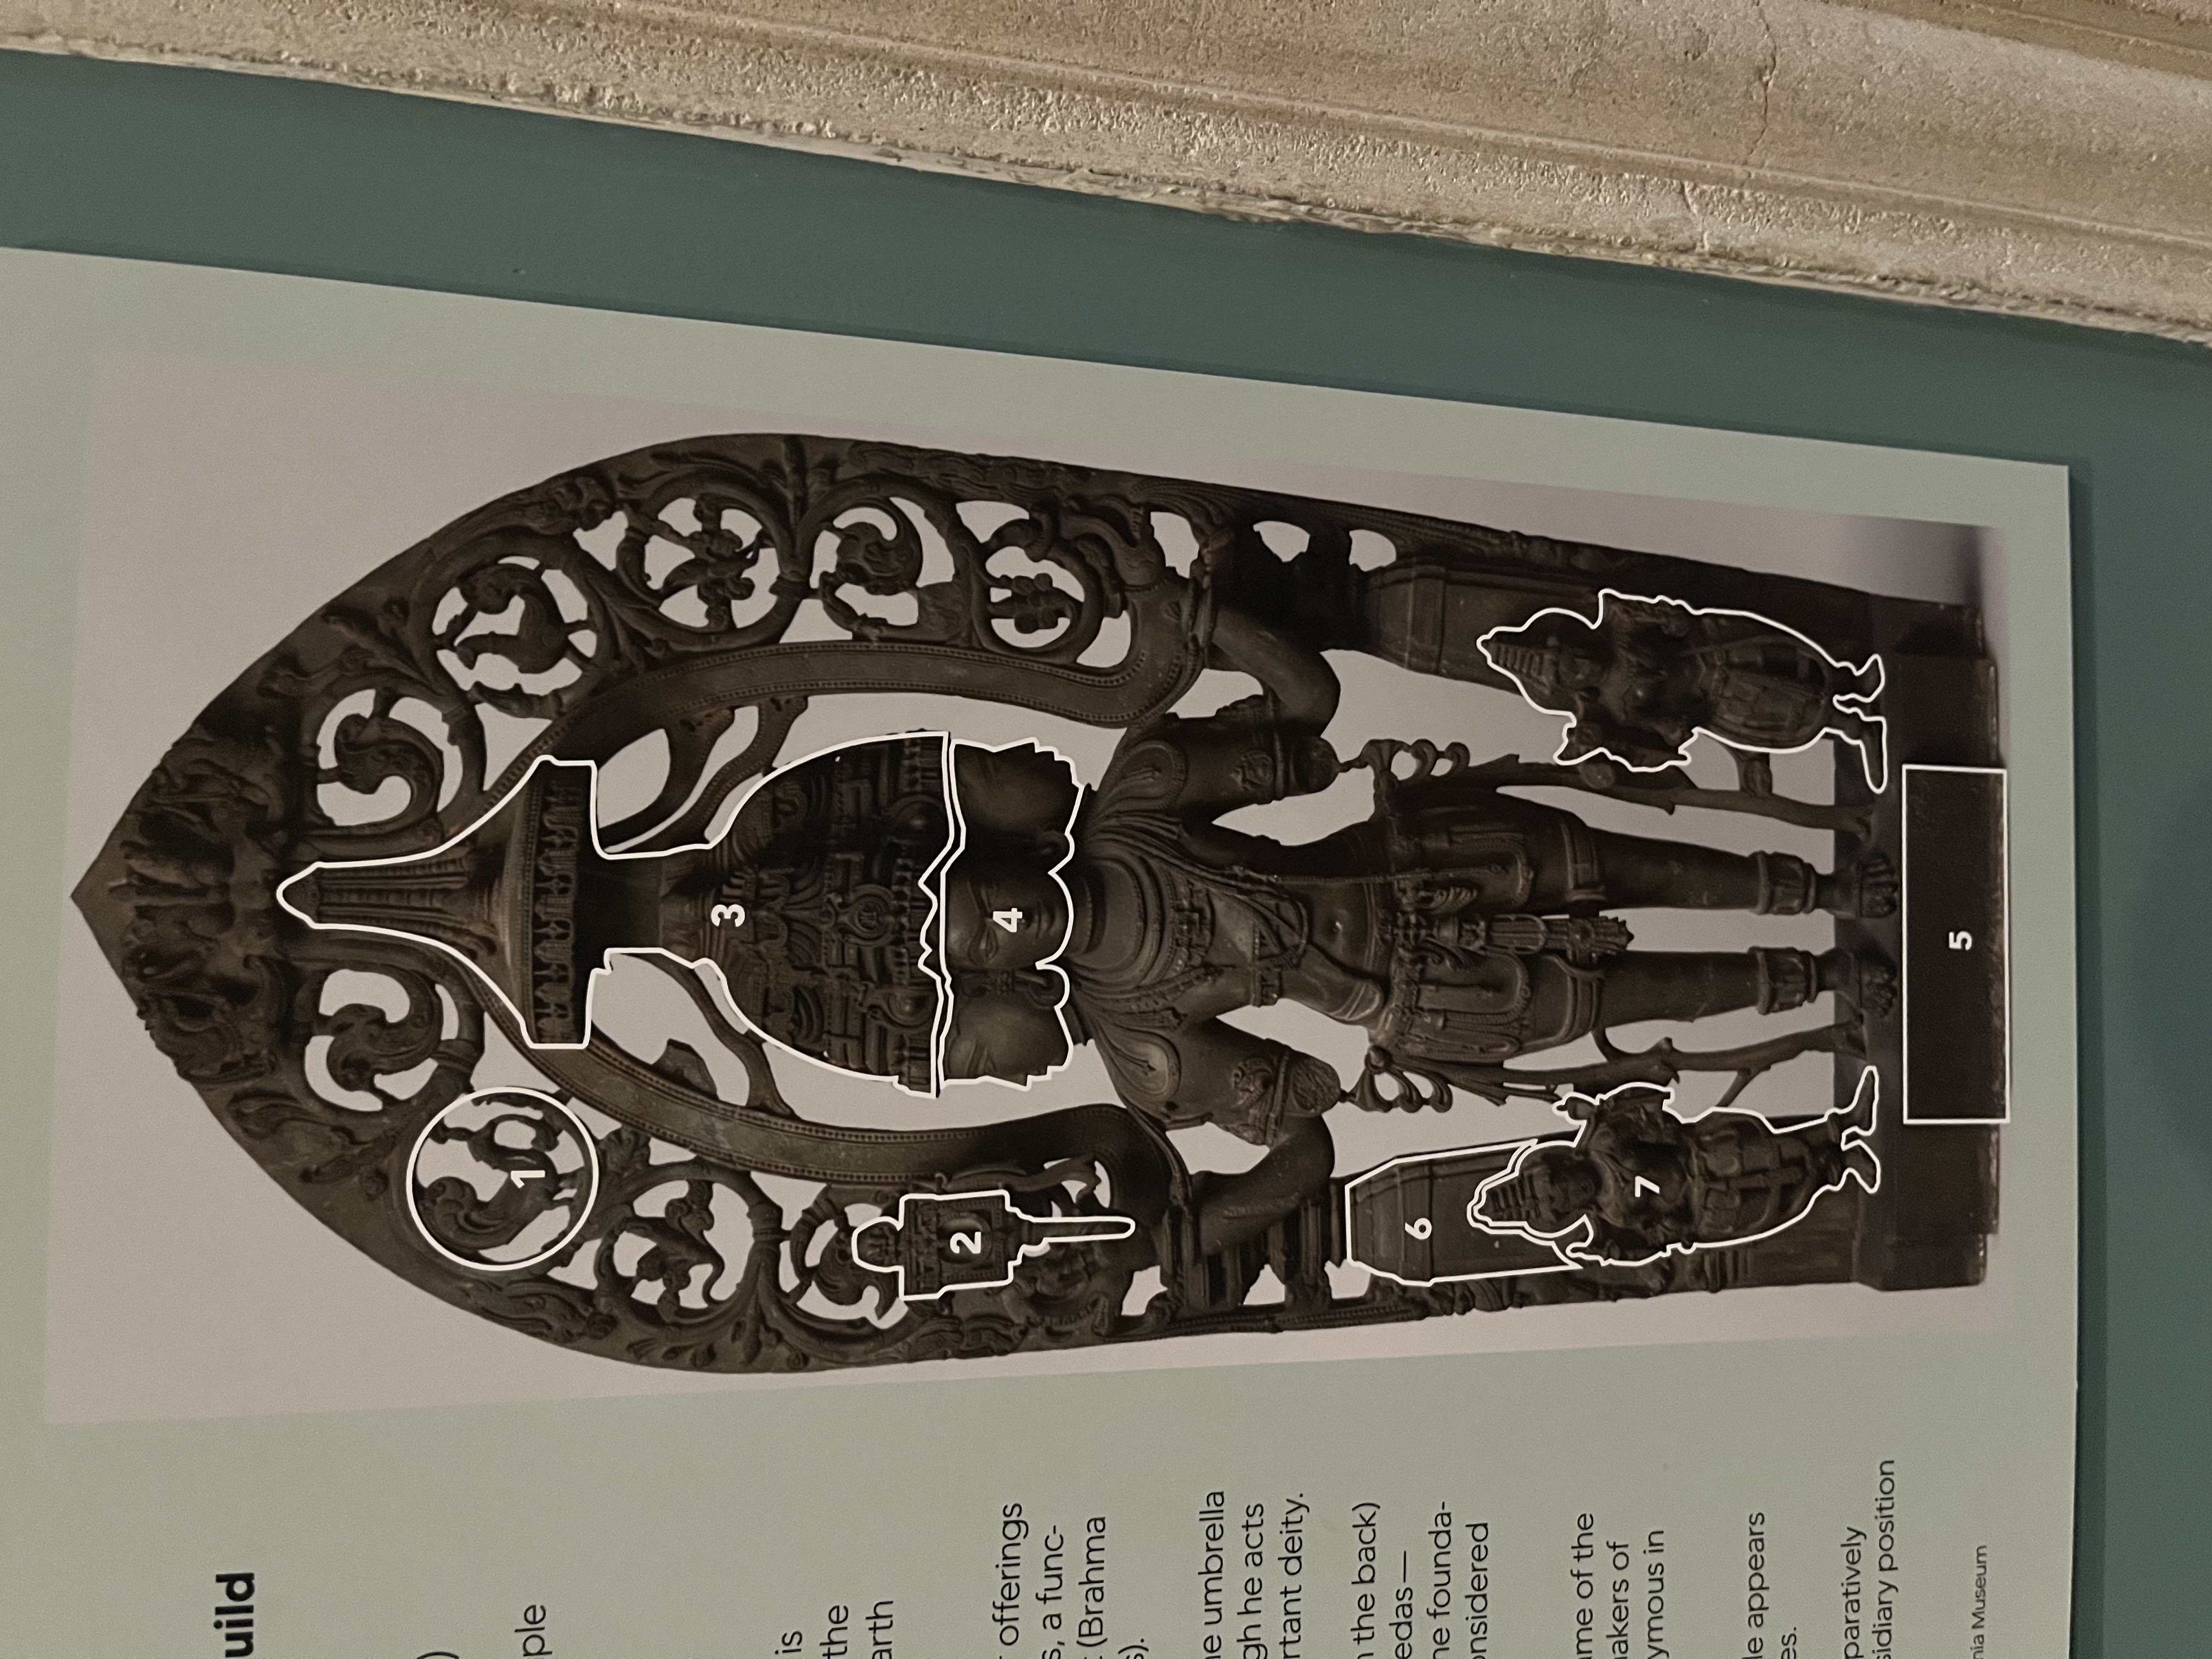 uild
)
ple
is
the
arth
offerings
s, a func-
(Brahma
s).
ne umbrella
gh he acts
rtant deity.
n the back)
edas—
ne founda-
onsidered
ame of the
nakers of
ymous in
le appears
es.
paratively
sidiary position
nia Museum
1
2
3
4
5
6
7